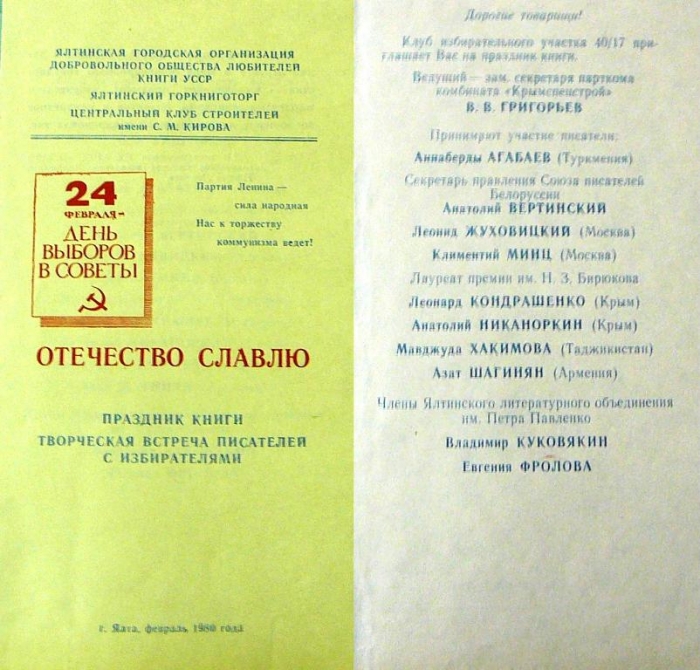 ЯЛТИНСКАЯ ГОРОДСКАЯ ОРГАНИЗАЦИЯ
ДОБРОВОЛЬНОГО ОБЩЕСТВА ЛЮБИТЕЛЕЙ
КНИГИ УССР
ЯЛТИНСКИЙ ГОРКНИГОТОРГ
ЦЕНТРАЛЬНЫЙ КЛУБ СТРОИТЕЛЕЙ
имени С. М. КИРОВА
24
ФЕВРАЛЯ–
ДЕНЬ
ВЫБОРОВ
В СОВЕТЫ
Партия Ленина —
сила народная
Нас к торжеству
коммунизма ведет!
ОТЕЧЕСТВО СЛАВЛЮ
ПРАЗДНИК КНИГИ
ТВОРЧЕСКАЯ ВСТРЕЧА ПИСАТЕЛЕЙ
С ИЗБИРАТЕЛЯМИ
г. Ялта, февраль 1980 года
Дорогие товарищи!
Клуб избирательного участка 40/17 при-
глашает Вас на праздник книги.
Ведущий — зам. секретаря парткома
комбината «Крымспецстрой»
В. В. ГРИГОРЬЕВ
Принимают участие писатели:
Аннаберды АГАБАЕВ (Туркмения)
Секретарь правления Союза писателей
Белоруссии
Анатолий ВЕРТИНСКИЙ
Леонид ЖУХОВИЦКИЙ (Москва)
Климентий МИНЦ (Москва)
Лауреат премии им. Н. З. Бирюкова
Леонард КОНДРАШЕНКО (Крым)
Анатолий НИКАНОРКИН (Крым)
Мавджуда ХАКИМОВА (Таджикистан)
Азат ШАГИНЯН (Армения)
Члены Ялтинского литературного объединения
им. Петра Павленко
Владимир КУКОВЯКИН
Евгения ФРОЛОВА